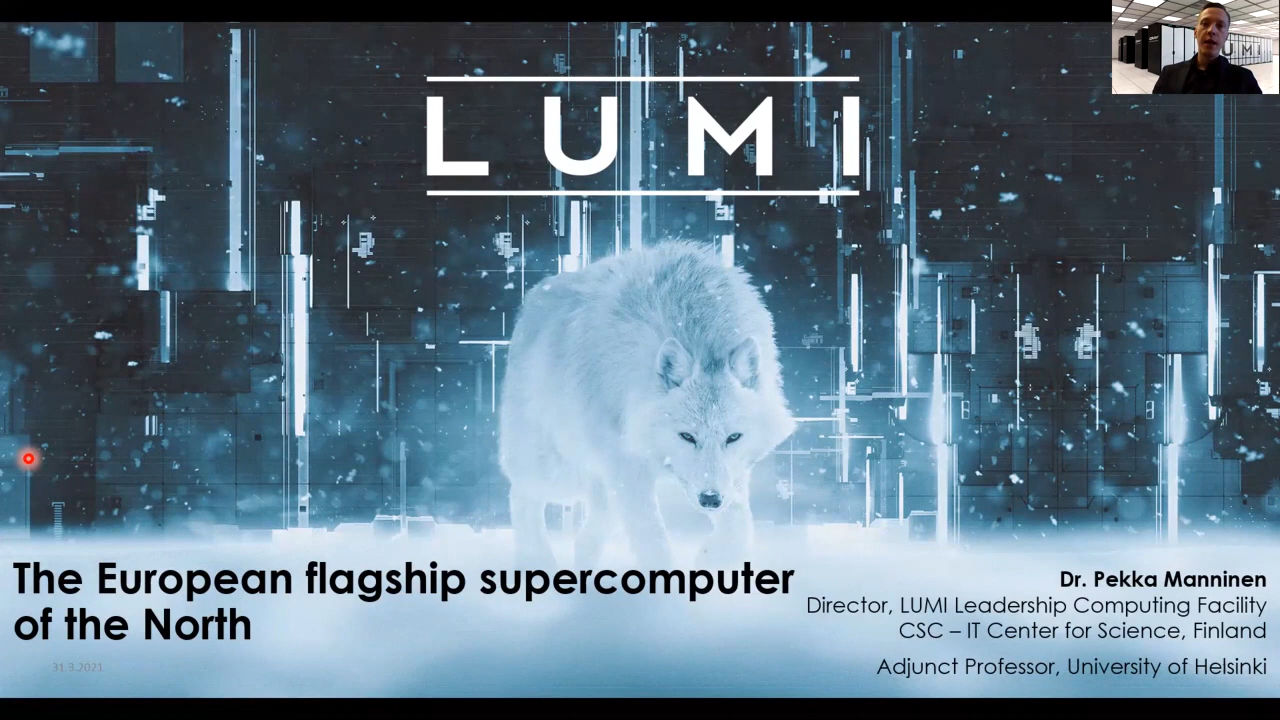 LUMI
The European flagship supercomputer
of the North
31.3.2021
Dr. Pekka Manninen
Director, LUMI Leadership Computing Facility
CSC – IT Center for Science, Finland
Adjunct Professor, University of Helsinki